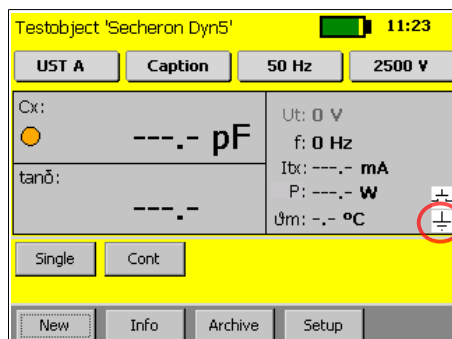 Testobject 'Secheron Dyn5' 11:23
UST A Caption 50 Hz 2500 V
Cx:
---.- pF
tanδ:
---.-
Ut: 0 V
f: 0 Hz
Itx: ---.- mA
P: ---.- W
ϑm: -.- °C
Single Cont
New Info Archive Setup